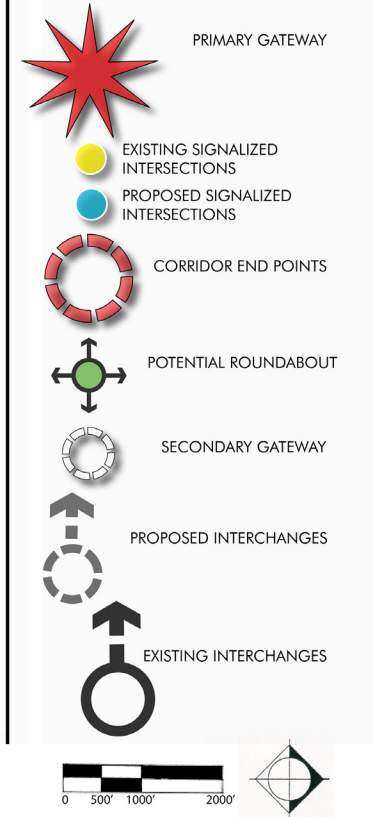 PRIMARY GATEWAY
EXISTING SIGNALIZED
INTERSECTIONS
PROPOSED SIGNALIZED
INTERSECTIONS
CORRIDOR END POINTS
POTENTIAL ROUNDABOUT
SECONDARY GATEWAY
PROPOSED INTERCHANGES
EXISTING INTERCHANGES
0 500' 1000' 2000'